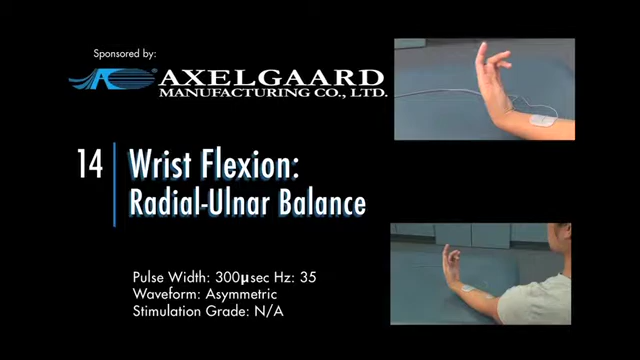 Sponsored by:
AXELGAARD
MANUFACTURING CO., LTD.
14
Wrist Flexion:
Radial-Ulnar Balance
Pulse Width: 300µsec Hz: 35
Waveform: Asymmetric
Stimulation Grade: N/A